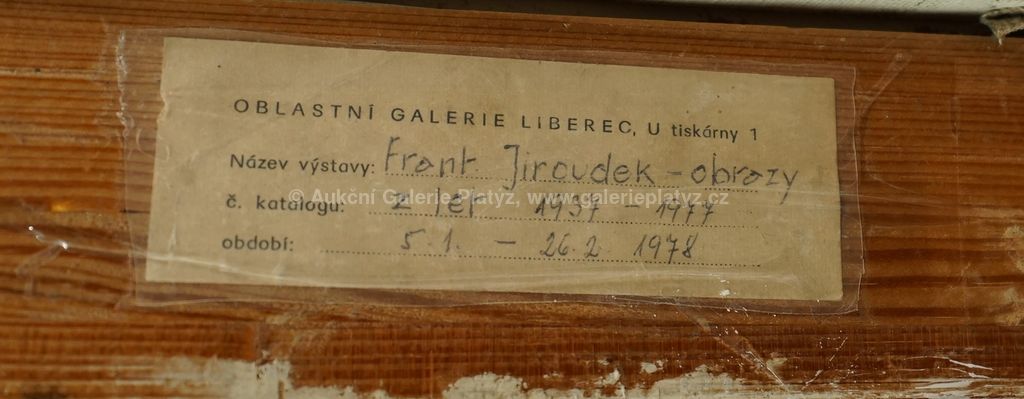 OBLASTNÍ GALERIE LIBEREC, U tiskárny 1
Název výstavy: Frant Jiroudek – obrazy
© Aukční Galerie Platýz, www.galerieplatyz.cz
č. katalogu: z let 1937 – 1977
období: 5.1. – 26.2 1978